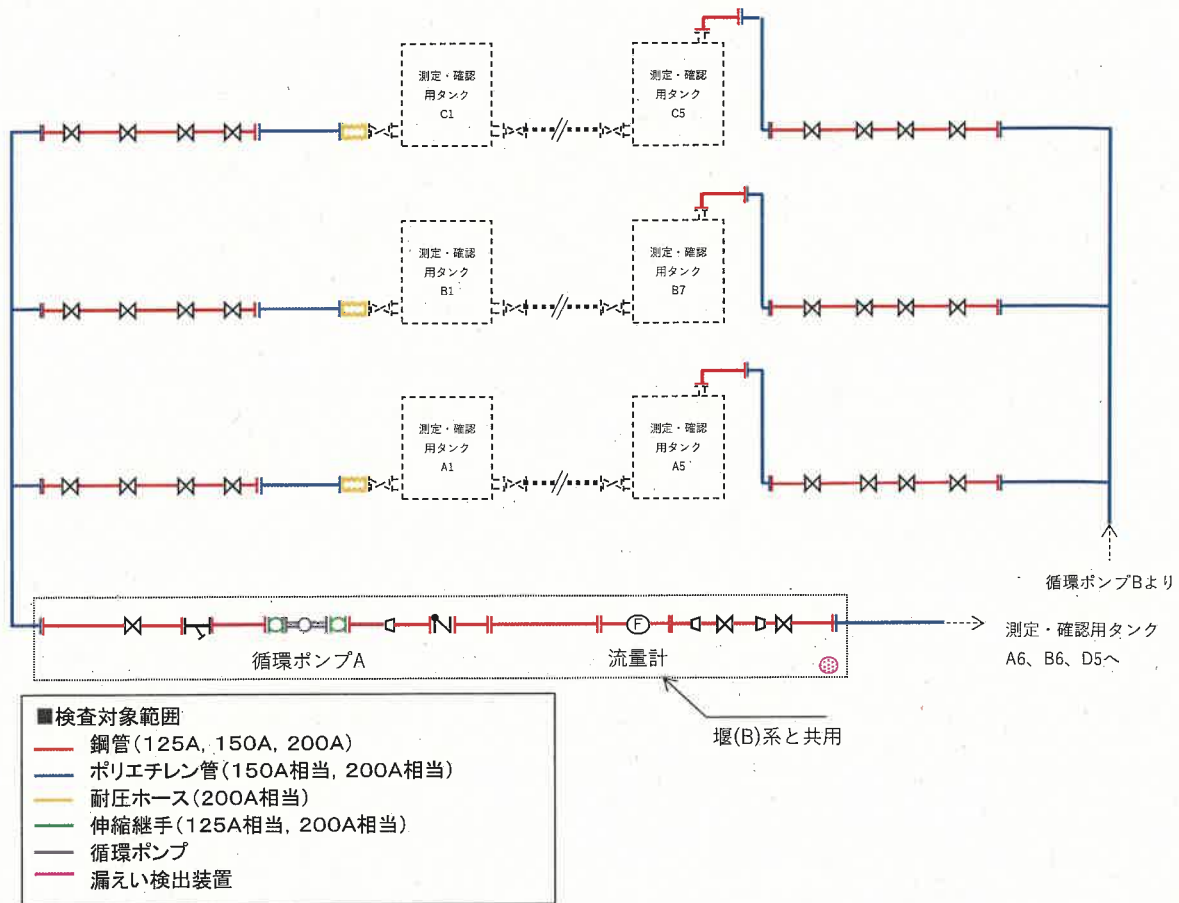 測定・確認
用タンク
C1
測定・確認
用タンク
C5
測定・確認
用タンク
B1
測定・確認
用タンク
B7
測定・確認
用タンク
A1
測定・確認
用タンク
A5
循環ポンプBより
F
循環ポンプA
流量計
測定・確認用タンク
A6、B6、D5へ
堰(B)系と共用
■検査対象範囲
鋼管(125A, 150A, 200A)
ポリエチレン管(150A相当, 200A相当)
耐圧ホース(200A相当)
伸縮継手(125A相当, 200A相当)
循環ポンプ
漏えい検出装置